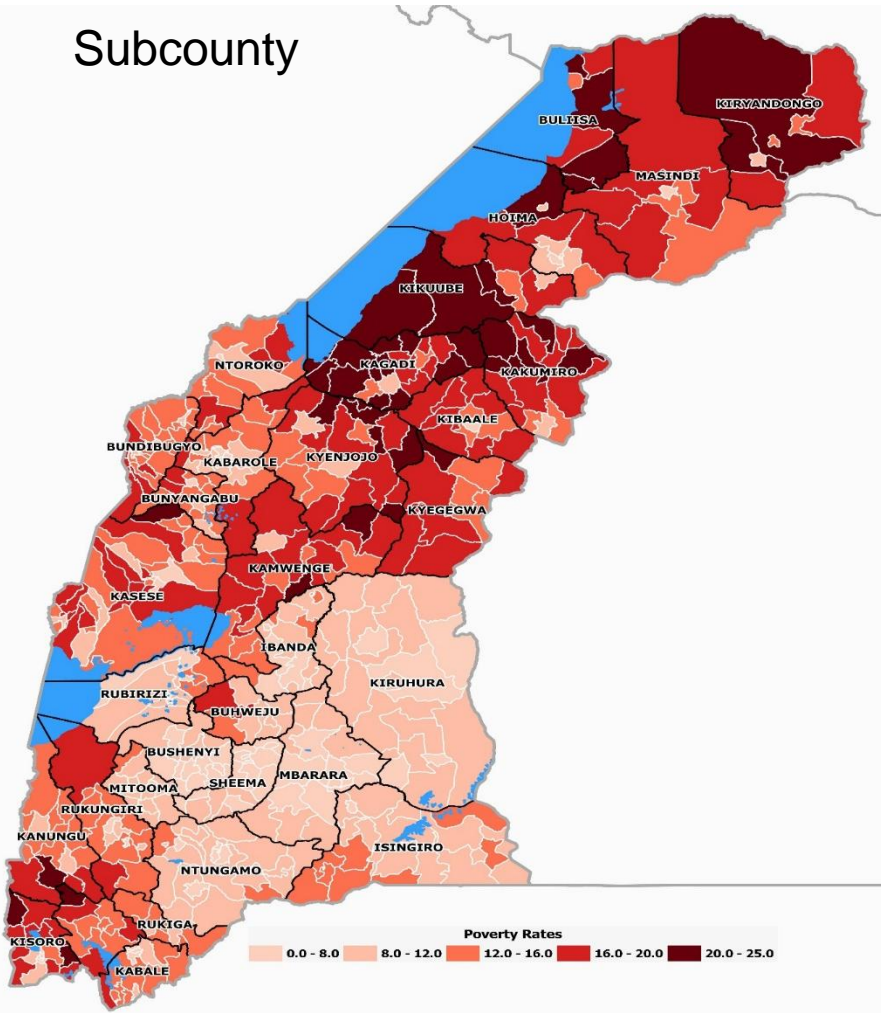 Subcounty
KIRYANDONGO
BULIISA
MASINDI
HOIMA
KIKUUBE
NTOROKO
KAGADI
KAKUMIRO
KIBAALE
BUNDIBUGYO
KABAROLE
KYENJOJO
BUNYANGABU
KYEGEGWA
KAMWENGE
KASESE
IBANDA
KIRUHURA
RUBIRIZI
BUHWEJU
BUSHENYI
SHEEMA
MBARARA
MITOOMA
RUKUNGIRI
KANUNGU
ISINGIRO
NTUNGAMO
RUKIGA
KISORO
KABALE
Poverty Rates
0.0 - 8.0 8.0 - 12.0 12.0 - 16.0 16.0 - 20.0 20.0 - 25.0